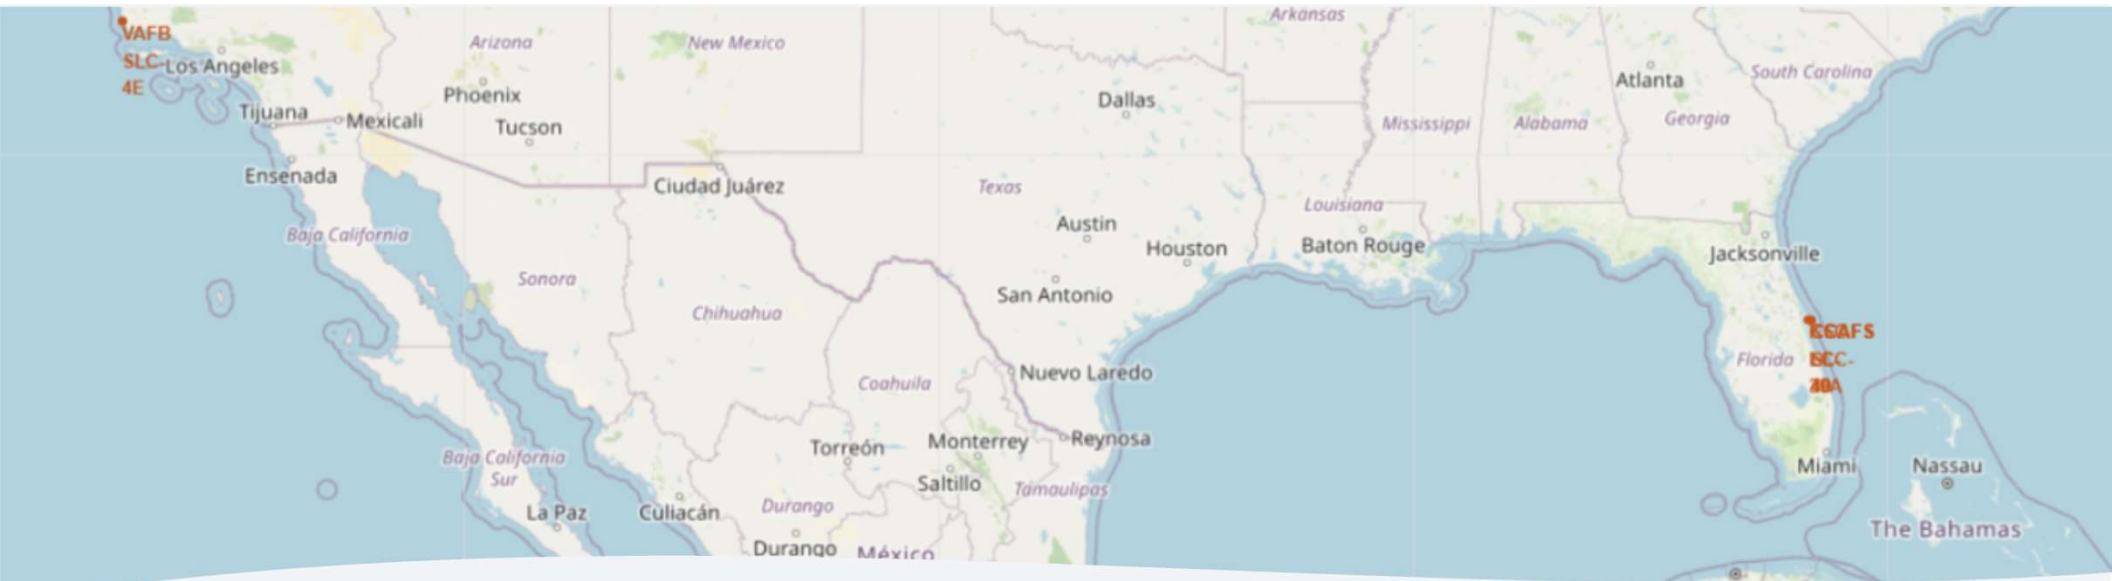 Arkansas
VAFB
SLC-
4E
Los Angeles
Arizona
New Mexico
Phoenix
Dallas
Atlanta
South Carolina
Tijuana
Mexicali
Tucson
Mississippi
Alabama
Georgia
Ensenada
Ciudad Juárez
Texas
Louisiana
Baja California
Austin
Houston
Baton Rouge
Jacksonville
Sonora
San Antonio
Chihuahua
CCAFS
Florida
Coahuila
Nuevo Laredo
Torreón
Monterrey
Reynosa
Baja California
Sur
Saltillo
Tamaulipas
Miami
Nassau
La Paz
Culiacán
Durango
The Bahamas
Durango
México